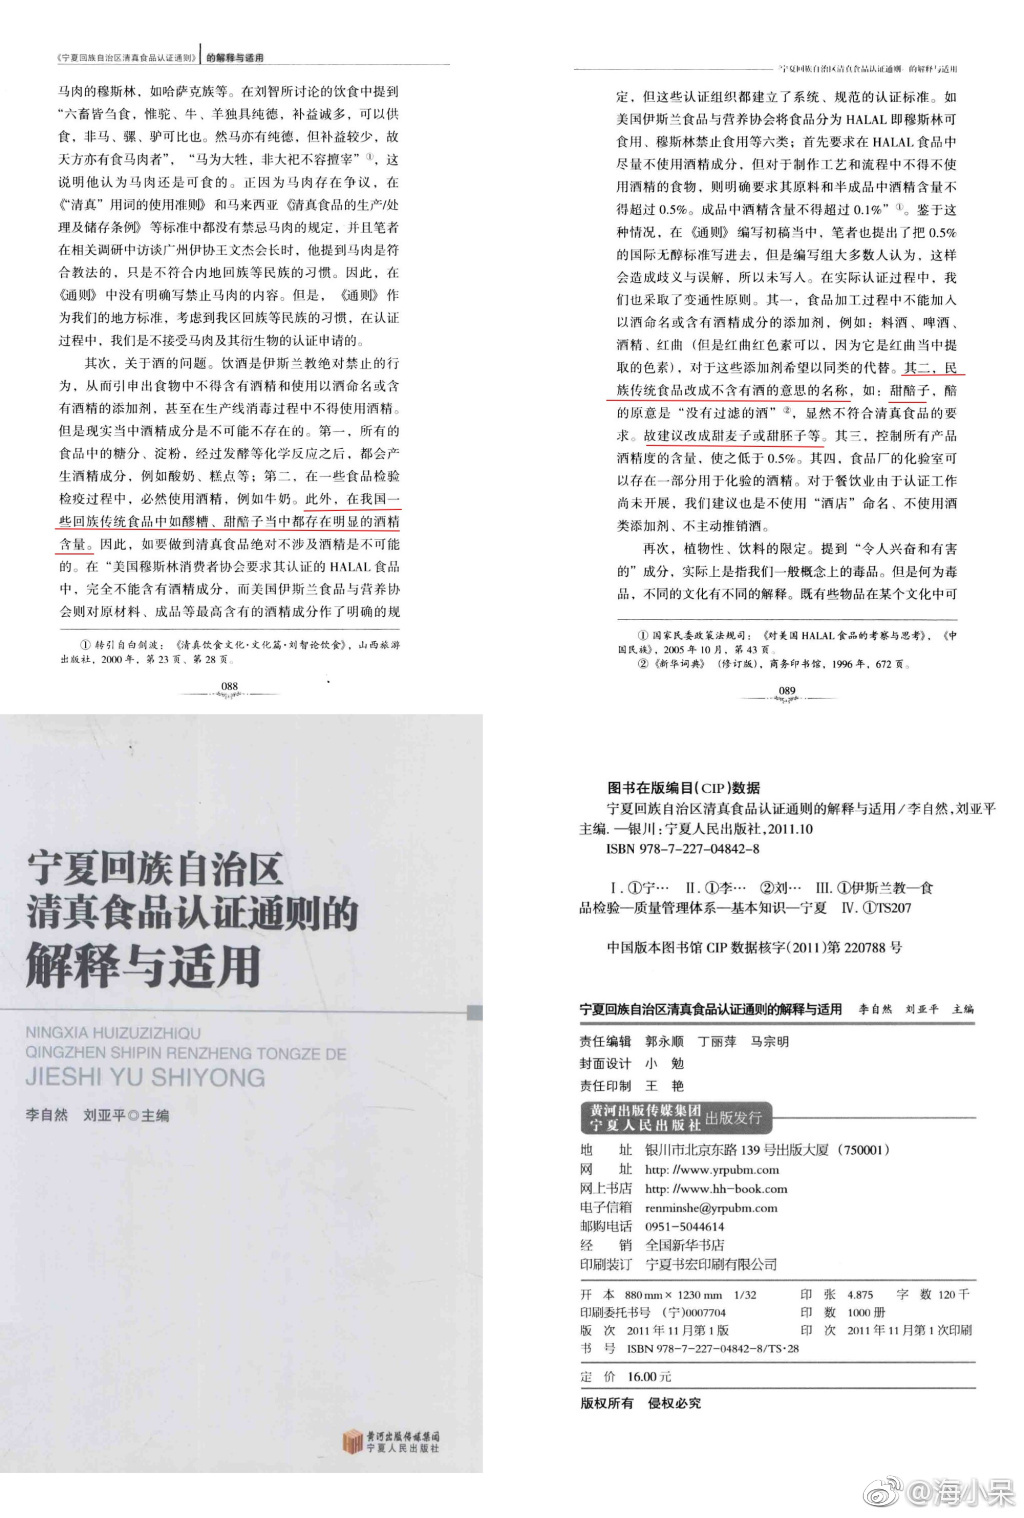 《宁夏回族自治区清真食品认证通则》 的解释与适用
马肉的穆斯林，如哈萨克族等。在刘智所讨论的饮食中提到
“六畜皆刍食，惟驼、牛、羊独具纯德，补益诚多，可以供
食，非马、骡、驴可比也。然马亦有纯德，但补益较少，故
天方亦有食马肉者”，“马为大牲，非大祀不容擅宰”①，这
说明他认为马肉还是可食的。正因为马肉存在争议，在
《“清真”用词的使用准则》和马来西亚《清真食品的生产/处
理及储存条例》等标准中都没有禁忌马肉的规定，并且笔者
在相关调研中访谈广州伊协王文杰会长时，他提到马肉是符
合教法的，只是不符合内地回族等民族的习惯。因此，在
《通则》中没有明确写禁止马肉的内容。但是，《通则》作
为我们的地方标准，考虑到我区回族等民族的习惯，在认证
过程中，我们是不接受马肉及其衍生物的认证申请的。
其次，关于酒的问题。饮酒是伊斯兰教绝对禁止的行
为，从而引申出食物中不得含有酒精和使用以酒命名或含
有酒精的添加剂，甚至在生产线消毒过程中不得使用酒精。
但是现实当中酒精成分是不可能不存在的。第一，所有的
食品中的糖分、淀粉，经过发酵等化学反应之后，都会产
生酒精成分，例如酸奶、糕点等；第二，在一些食品检验
检疫过程中，必然使用酒精，例如牛奶。此外，在我国一
些回族传统食品中如醪糟、甜醅子当中都存在明显的酒精
含量。因此，如要做到清真食品绝对不涉及酒精是不可能
的。在“美国穆斯林消费者协会要求其认证的 HALAL 食品
中，完全不能含有酒精成分，而美国伊斯兰食品与营养协
会则对原材料、成品等最高含有的酒精成分作了明确的规
① 转引自白剑波：《清真饮食文化·文化篇·刘智论饮食》，山西旅游
出版社，2000 年，第 23 页、第 28 页。
088
《宁夏回族自治区清真食品认证通则》的解释与适用
定，但这些认证组织都建立了系统、规范的认证标准。如
美国伊斯兰食品与营养协会将食品分为 HALAL 即穆斯林可
食用、穆斯林禁止食用等六类；首先要求在 HALAL 食品中
尽量不使用酒精成分，但对于制作工艺和流程中不得不使
用酒精的食物，则明确要求其原料和半成品中酒精含量不
得超过 0.5%。成品中酒精含量不得超过 0.1%”①。鉴于这
种情况，在《通则》编写初稿当中，笔者也提出了把 0.5%
的国际无醇标准写进去，但是编写组大多数人认为，这样
会造成歧义与误解，所以未写入。在实际认证过程中，我
们也采取了变通性原则。其一，食品加工过程中不能加入
以酒命名或含有酒精成分的添加剂，例如：料酒、啤酒、
酒精、红曲（但是红曲红色素可以，因为它是红曲当中提
取的色素），对于这些添加剂希望以同类的代替。其二，民
族传统食品改成不含有酒的意思的名称，如：甜醅子，醅
的原意是“没有过滤的酒”②，显然不符合清真食品的要
求。故建议改成甜麦子或甜胚子等。其三，控制所有产品
酒精度的含量，使之低于 0.5%。其四，食品厂的化验室可
以存在一部分用于化验的酒精。对于餐饮业由于认证工作
尚未开展，我们建议也是不使用“酒店”命名、不使用酒
类添加剂、不主动推销酒。
再次，植物性、饮料的限定。提到“令人兴奋和有害
的”成分，实际上是指我们一般概念上的毒品。但是何为毒
品，不同的文化有不同的解释。既有些物品在某个文化中可
① 国家民委政策法规司：《对美国 HALAL 食品的考察与思考》，《中
国民族》，2005 年 10 月，第 43 页。
②《新华词典》（修订版），商务印书馆，1996 年，672 页。
089
宁夏回族自治区
清真食品认证通则的
解释与适用
NINGXIA HUIZUZIZHIQU
QINGZHEN SHIPIN RENZHENG TONGZE DE
JIESHI YU SHIYONG
李自然 刘亚平◎主编
黄河出版传媒集团
宁夏人民出版社
图书在版编目（CIP）数据
宁夏回族自治区清真食品认证通则的解释与适用／李自然，刘亚平
主编．—银川：宁夏人民出版社，2011.10
ISBN 978-7-227-04842-8
Ⅰ．①宁… Ⅱ．①李… ②刘… Ⅲ．①伊斯兰教—食
品检验—质量管理体系—基本知识—宁夏 Ⅳ．①TS207
中国版本图书馆 CIP 数据核字（2011）第 220788 号
宁夏回族自治区清真食品认证通则的解释与适用 李自然 刘亚平 主编
责任编辑 郭永顺 丁丽萍 马宗明
封面设计 小 勉
责任印制 王 艳
黄河出版传媒集团
宁夏人民出版社 出版发行
地 址 银川市北京东路 139 号出版大厦（750001）
网 址 http: //www.yrpubm.com
网上书店 http: //www.hh-book.com
电子信箱 renminshe@yrpubm.com
邮购电话 0951-5044614
经 销 全国新华书店
印刷装订 宁夏书宏印刷有限公司
开 本 880 mm × 1230 mm 1/32 印 张 4.875 字 数 120 千
印刷委托书号 （宁）0007704 印 数 1000 册
版 次 2011 年 11 月第 1 版 印 次 2011 年 11 月第 1 次印刷
书 号 ISBN 978-7-227-04842-8/TS·28
定 价 16.00 元
版权所有 侵权必究
@海小呆